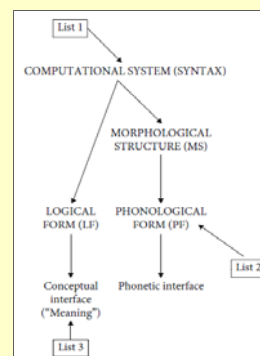 List 1
COMPUTATIONAL SYSTEM (SYNTAX)
MORPHOLOGICAL
STRUCTURE (MS)
LOGICAL
FORM (LF)
PHONOLOGICAL
FORM (PF)
List 2
Conceptual
interface
("Meaning")
Phonetic interface
List 3